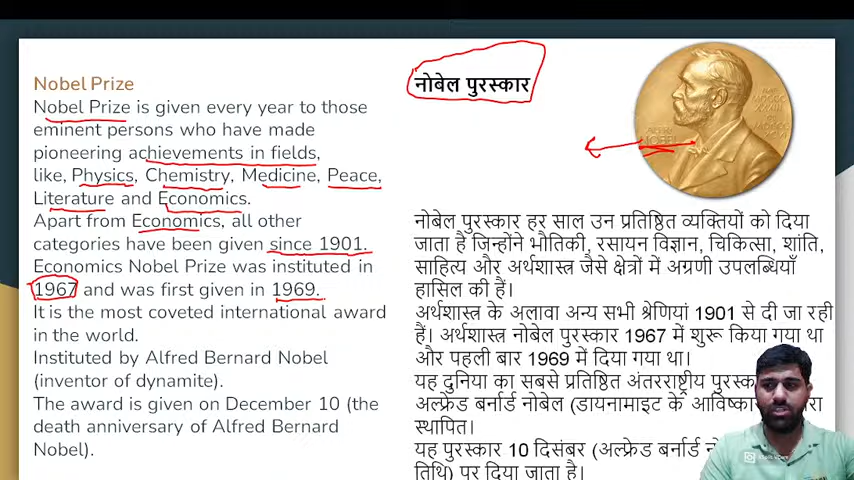 Nobel Prize
Nobel Prize is given every year to those
eminent persons who have made
pioneering achievements in fields,
like, Physics, Chemistry, Medicine, Peace,
Literature and Economics.
Apart from Economics, all other
categories have been given since 1901.
Economics Nobel Prize was instituted in
1967 and was first given in 1969.
It is the most coveted international award
in the world.
Instituted by Alfred Bernard Nobel
(inventor of dynamite).
The award is given on December 10 (the
death anniversary of Alfred Bernard
Nobel).
नोबेल पुरस्कार
नोबेल पुरस्कार हर साल उन प्रतिष्ठित व्यक्तियों को दिया
जाता है जिन्होंने भौतिकी, रसायन विज्ञान, चिकित्सा, शांति,
साहित्य और अर्थशास्त्र जैसे क्षेत्रों में अग्रणी उपलब्धियाँ
हासिल की हैं।
अर्थशास्त्र के अलावा अन्य सभी श्रेणियां 1901 से दी जा रही
हैं। अर्थशास्त्र नोबेल पुरस्कार 1967 में शुरू किया गया था
और पहली बार 1969 में दिया गया था।
यह दुनिया का सबसे प्रतिष्ठित अंतरराष्ट्रीय
अल्फ्रेड बर्नार्ड नोबेल (डायनामाइट के
स्थापित।
यह पुरस्कार 10 दिसंबर (अल्फ्रेड बर्नार्ड
तिथि) पर दिया जाता है।